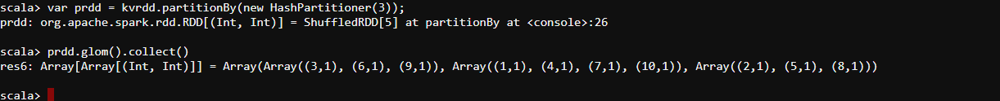 scala> var prdd = kvrdd.partitionBy(new HashPartitioner(3));
prdd: org.apache.spark.rdd.RDD[(Int, Int)] = ShuffledRDD[5] at partitionBy at <console>:26
scala> prdd.glom().collect()
res6: Array[Array[(Int, Int)]] = Array(Array((3,1), (6,1), (9,1)), Array((1,1), (4,1), (7,1), (10,1)), Array((2,1), (5,1), (8,1)))
scala>